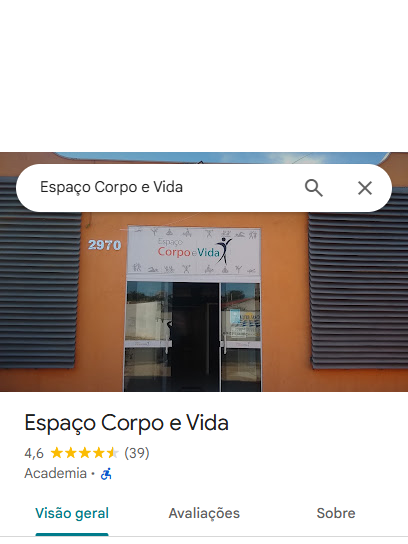 Espaço Corpo e Vida
2970
Espaço
Corpo e Vida
Espaço Corpo e Vida
4,6 (39)
Academia ·
Visão geral Avaliações Sobre